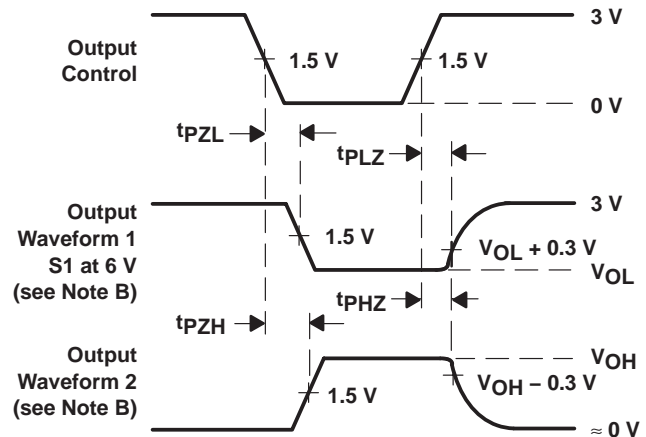 3 V
Output
Control
1.5 V
1.5 V
0 V
tPZL
tPLZ
Output
Waveform 1
S1 at 6 V
(see Note B)
3 V
1.5 V
VOL + 0.3 V
VOL
tPHZ
tPZH
Output
Waveform 2
(see Note B)
VOH
1.5 V
VOH − 0.3 V
≈ 0 V